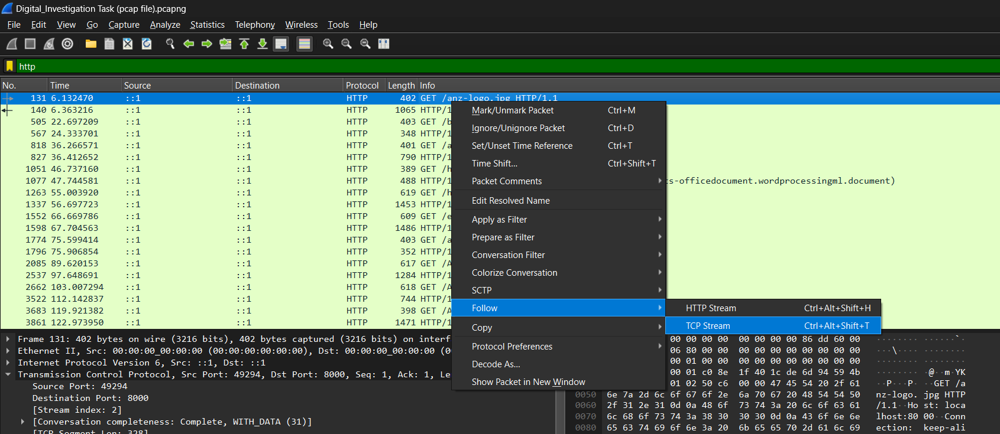 Digital_Investigation Task (pcap file).pcapng
File Edit View Go Capture Analyze Statistics Telephony Wireless Tools Help
http
No. Time Source Destination Protocol Length Info
131 6.132470 ::1 ::1 HTTP 402 GET /anz-logo.jpg HTTP/1.1
140 6.363216 ::1 ::1 HTTP 1065 HTTP/1
505 22.697209 ::1 ::1 HTTP 403 GET /b
567 24.333701 ::1 ::1 HTTP 348 HTTP/1
818 36.266571 ::1 ::1 HTTP 401 GET /a
827 36.412652 ::1 ::1 HTTP 790 HTTP/1
1051 46.737160 ::1 ::1 HTTP 389 GET /h
1077 47.744581 ::1 ::1 HTTP 488 HTTP/1 ts-officedocument.wordprocessingml.document)
1263 55.003920 ::1 ::1 HTTP 619 GET /h
1337 56.697723 ::1 ::1 HTTP 1453 HTTP/1
1552 66.669786 ::1 ::1 HTTP 609 GET /e
1598 67.704563 ::1 ::1 HTTP 1486 HTTP/1
1774 75.599414 ::1 ::1 HTTP 403 GET /a
1796 75.906854 ::1 ::1 HTTP 352 HTTP/1
2085 89.620153 ::1 ::1 HTTP 617 GET /A
2537 97.648691 ::1 ::1 HTTP 1284 HTTP/1
2662 103.007294 ::1 ::1 HTTP 618 GET /A
3522 112.142837 ::1 ::1 HTTP 744 HTTP/1
3683 119.921382 ::1 ::1 HTTP 398 GET /A
3861 122.973950 ::1 ::1 HTTP 1471 HTTP/1
Mark/Unmark Packet Ctrl+M
Ignore/Unignore Packet Ctrl+D
Set/Unset Time Reference Ctrl+T
Time Shift... Ctrl+Shift+T
Packet Comments
Edit Resolved Name
Apply as Filter
Prepare as Filter
Conversation Filter
Colorize Conversation
SCTP
Follow
Copy
Protocol Preferences
Decode As...
Show Packet in New Window
HTTP Stream Ctrl+Alt+Shift+H
TCP Stream Ctrl+Alt+Shift+T
Frame 131: 402 bytes on wire (3216 bits), 402 bytes captured (3216 bits) on interf
Ethernet II, Src: 00:00:00_00:00:00 (00:00:00:00:00:00), Dst: 00:00:00_00:00:00 (0
Internet Protocol Version 6, Src: ::1, Dst: ::1
Transmission Control Protocol, Src Port: 49294, Dst Port: 8000, Seq: 1, Ack: 1, Le
Source Port: 49294
Destination Port: 8000
[Stream index: 2]
[Conversation completeness: Complete, WITH_DATA (31)]
[TCP Segment Len: 328]
00 00 00 00 00 00 00 00 86 dd 60 00 ········ ······`·
06 80 00 00 00 00 00 00 00 00 00 00 ···\···· ········
00 01 00 00 00 00 00 00 00 00 00 00 ········ ········
00 01 c0 8e 1f 40 1c de 6d 94 59 4b ········ ·@··m·YK
01 02 50 c6 00 00 47 45 54 20 2f 61 ··P···P· ··GET /a
0050 6e 7a 2d 6c 6f 67 6f 2e 6a 70 67 20 48 54 54 50 nz-logo. jpg HTTP
0060 2f 31 2e 31 0d 0a 48 6f 73 74 3a 20 6c 6f 63 61 /1.1··Ho st: loca
0070 6c 68 6f 73 74 3a 38 30 30 30 0d 0a 43 6f 6e 6e lhost:80 00··Conn
0080 65 63 74 69 6f 6e 3a 20 6b 65 65 70 2d 61 6c 69 ection: keep-ali